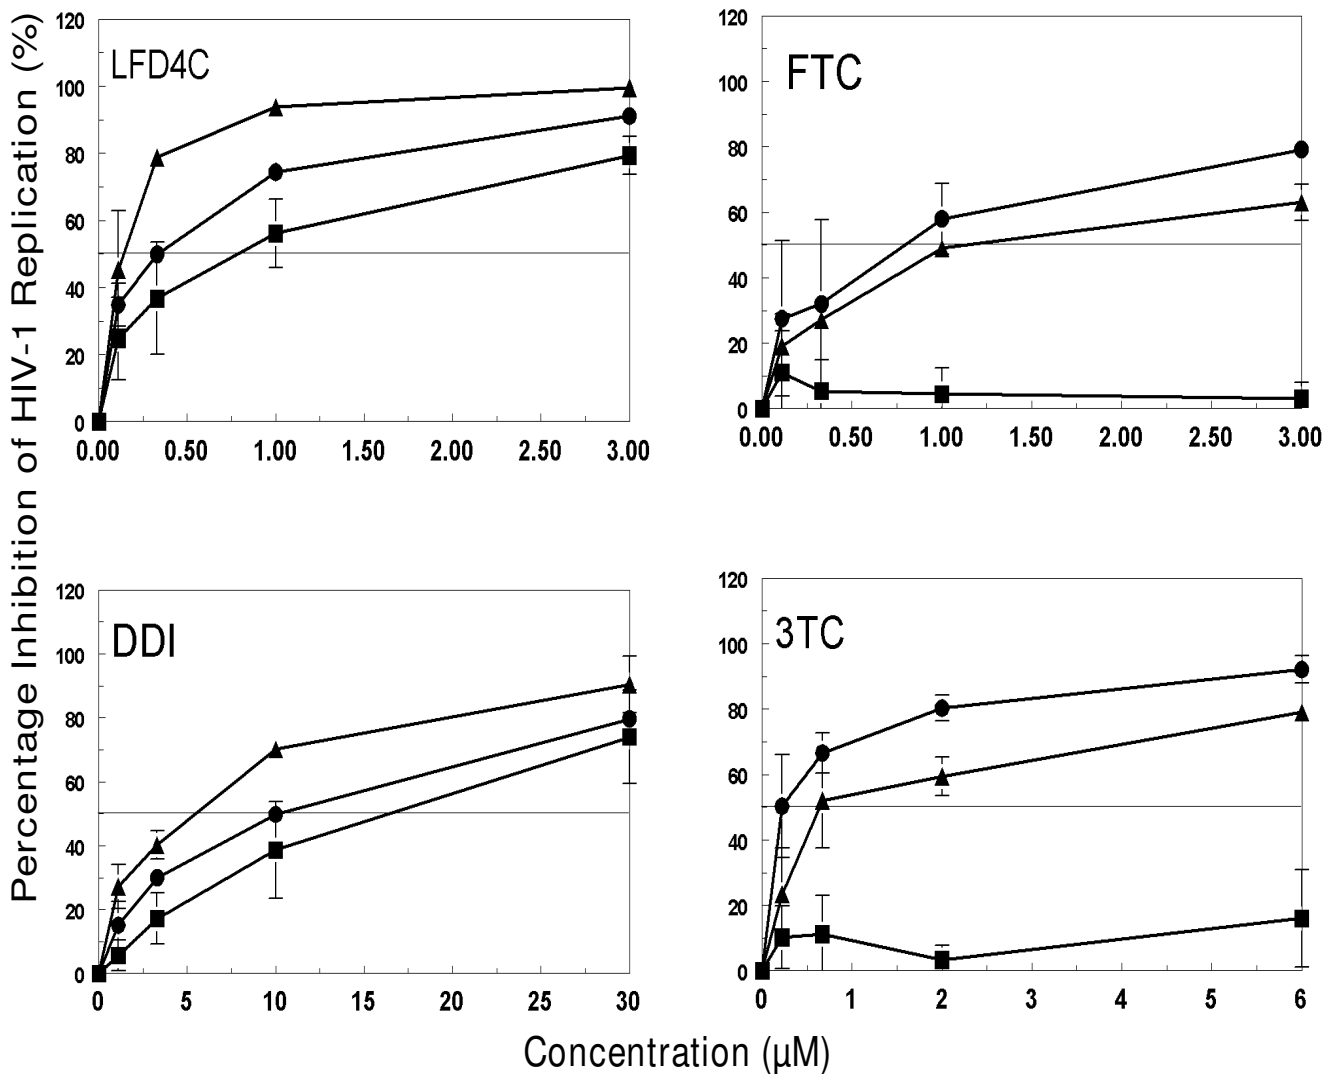 Percentage Inhibition of HIV-1 Replication (%)
LFD4C
120
100
80
60
40
20
0
0.00 0.50 1.00 1.50 2.00 2.50 3.00
FTC
120
100
80
60
40
20
0
0.00 0.50 1.00 1.50 2.00 2.50 3.00
DDI
120
100
80
60
40
20
0
0 5 10 15 20 25 30
3TC
120
100
80
60
40
20
0
0 1 2 3 4 5 6
Concentration (μM)